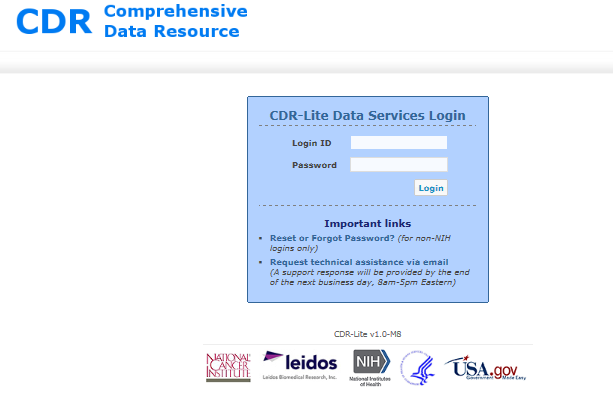 CDR Comprehensive
Data Resource
CDR-Lite Data Services Login
Login ID
Password
Login
Important links
• Reset or Forgot Password? (for non-NIH
logins only)
• Request technical assistance via email
(A support response will be provided by the end
of the next business day, 8am-5pm Eastern)
CDR-Lite v1.0-M8
NATIONAL
CANCER
INSTITUTE
leidos
Leidos Biomedical Research, Inc.
NIH
National Institutes
of Health
USA.gov
Government Made Easy